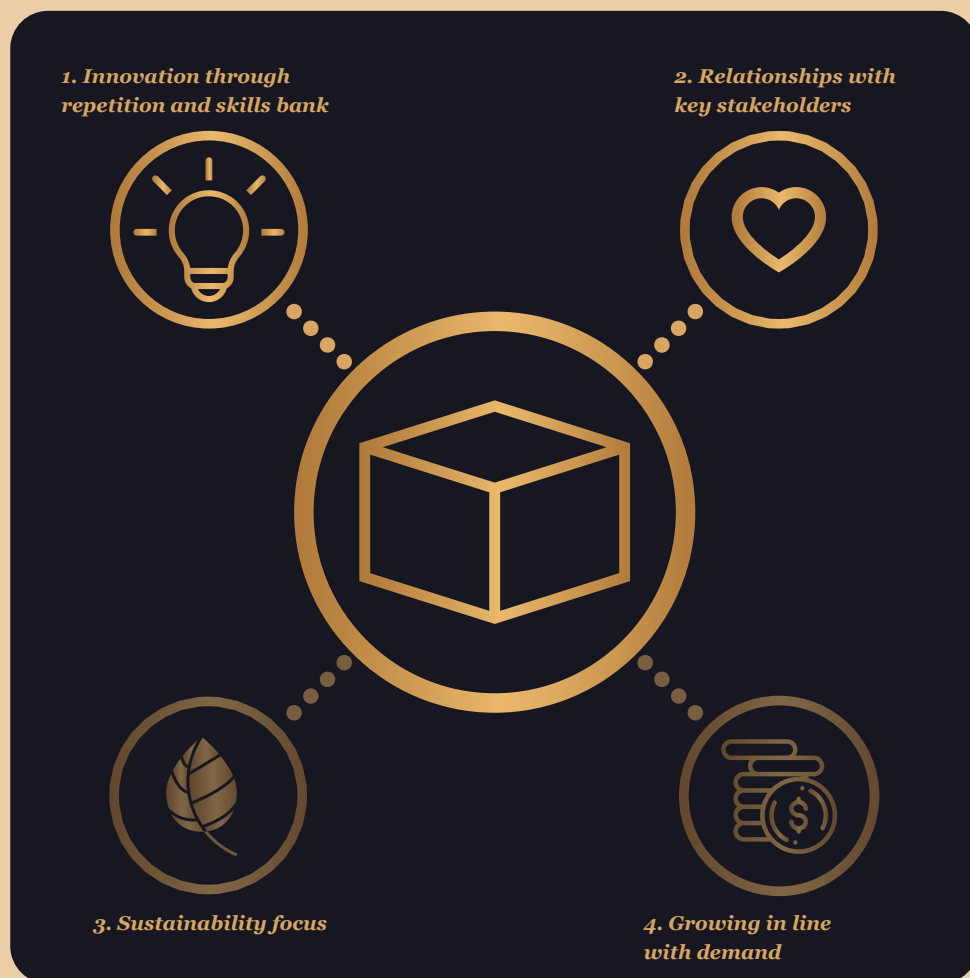 1. Innovation through
repetition and skills bank
2. Relationships with
key stakeholders
$
3. Sustainability focus
4. Growing in line
with demand